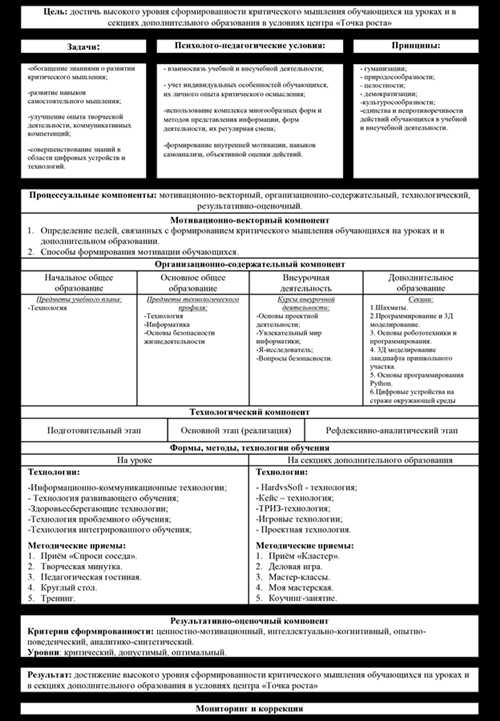 Цель: достичь высокого уровня сформированности критического мышления обучающихся на уроках и в
секциях дополнительного образования в условиях центра «Точка роста»
Задачи:
-обогащение знаниями о развитии
критического мышления;
-развитие навыков
самостоятельного мышления;
-улучшение опыта творческой
деятельности, коммуникативных
компетенций;
-совершенствование знаний в
области цифровых устройств и
технологий.
Психолого-педагогические условия:
- взаимосвязь учебной и внеучебной деятельности;
- учет индивидуальных особенностей обучающихся,
их личного опыта критического осмысления;
-использование комплекса многообразных форм и
методов представления информации, форм
деятельности, их регулярная смена;
-формирование внутренней мотивации, навыков
самоанализа, объективной оценки действий.
Принципы:
- гуманизации;
- природосообразности;
- целостности;
- демократизации;
-культуросообразности;
-единства и непротиворечивости
действий обучающихся в учебной
и внеучебной деятельности.
Процессуальные компоненты: мотивационно-векторный, организационно-содержательный, технологический,
результативно-оценочный.
Мотивационно-векторный компонент
1. Определение целей, связанных с формированием критического мышления обучающихся на уроках и в
дополнительном образовании.
2. Способы формирования мотивации обучающихся.
Организационно-содержательный компонент
Начальное общее
образование
Предметы учебного плана:
-Технология
Основное общее
образование
Предметы технологического
профиля:
-Технология
-Информатика
-Основы безопасности
жизнедеятельности
Внеурочная
деятельность
Курсы внеурочной
деятельности:
-Основы проектной
деятельности;
-Увлекательный мир
информатики;
-Я-исследователь;
-Вопросы безопасности.
Дополнительное
образование
Секции:
1.Шахматы.
2.Программирование и 3Д
моделирование.
3. Основы робототехники и
программирования.
4. 3Д моделирование
ландшафта пришкольного
участка.
5. Основы программирования
Python.
6.Цифровые устройства на
страже окружающей среды
Технологический компонент
Подготовительный этап
Основной этап (реализация)
Рефлексивно-аналитический этап
Формы, методы, технологии обучения
На уроке
Технологии:
-Информационно-коммуникативные технологии;
- Технология развивающего обучения;
-Здоровьесберегающие технологии;
-Технология проблемного обучения;
-Технология интегрированного обучения;
Методические приемы:
1. Приём «Спроси соседа».
2. Творческая минутка.
3. Педагогическая гостиная.
4. Круглый стол.
5. Тренинг.
На секциях дополнительного образования
Технологии:
- HardvsSoft - технология;
-Кейс – технология;
-ТРИЗ-технология;
-Игровые технологии;
- Проектная технология.
Методические приемы:
1. Приём «Кластер».
2. Деловая игра.
3. Мастер-классы.
4. Моя мастерская.
5. Коучинг-занятие.
Результативно-оценочный компонент
Критерии сформированности: ценностно-мотивационный, интеллектуально-когнитивный, опытно-
поведенческий, аналитико-синтетический.
Уровни: критический, допустимый, оптимальный.
Результат: достижение высокого уровня сформированности критического мышления обучающихся на уроках и
в секциях дополнительного образования в условиях центра «Точка роста»
Мониторинг и коррекция